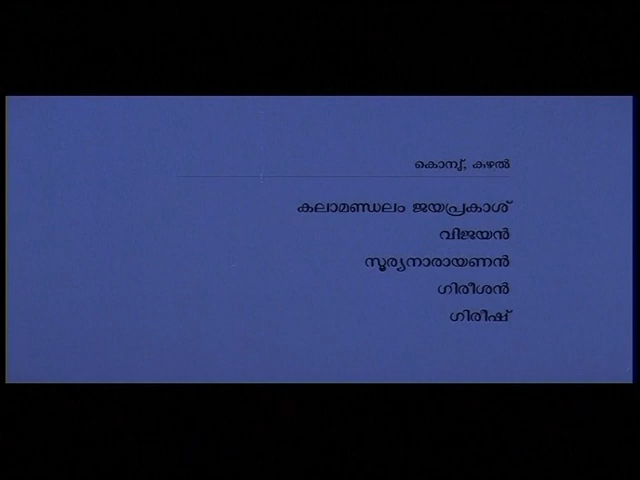 കൊമ്പ്, കുഴൽ
കലാമണ്ഡലം ജയപ്രകാശ്
വിജയൻ
സൂര്യനാരായണൻ
ഗിരീശൻ
ഗിരീഷ്